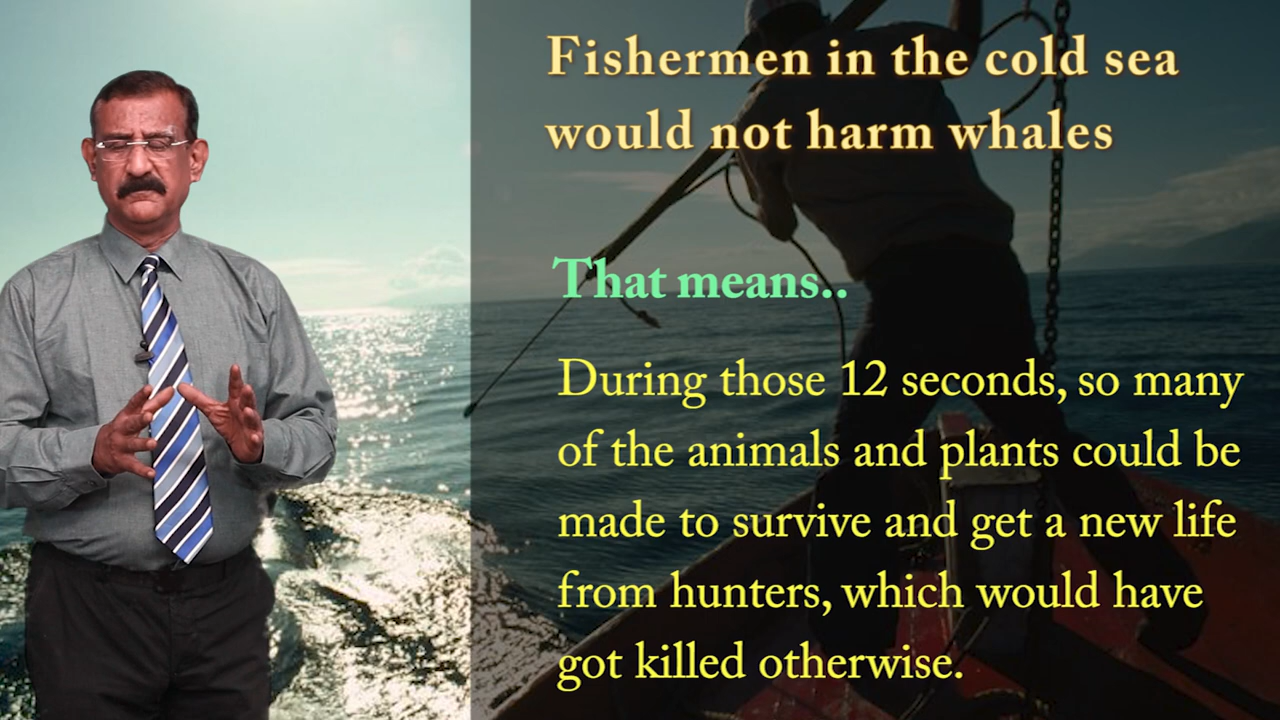 Fishermen in the cold sea
would not harm whales
That means..
During those 12 seconds, so many
of the animals and plants could be
made to survive and get a new life
from hunters, which would have
got killed otherwise.